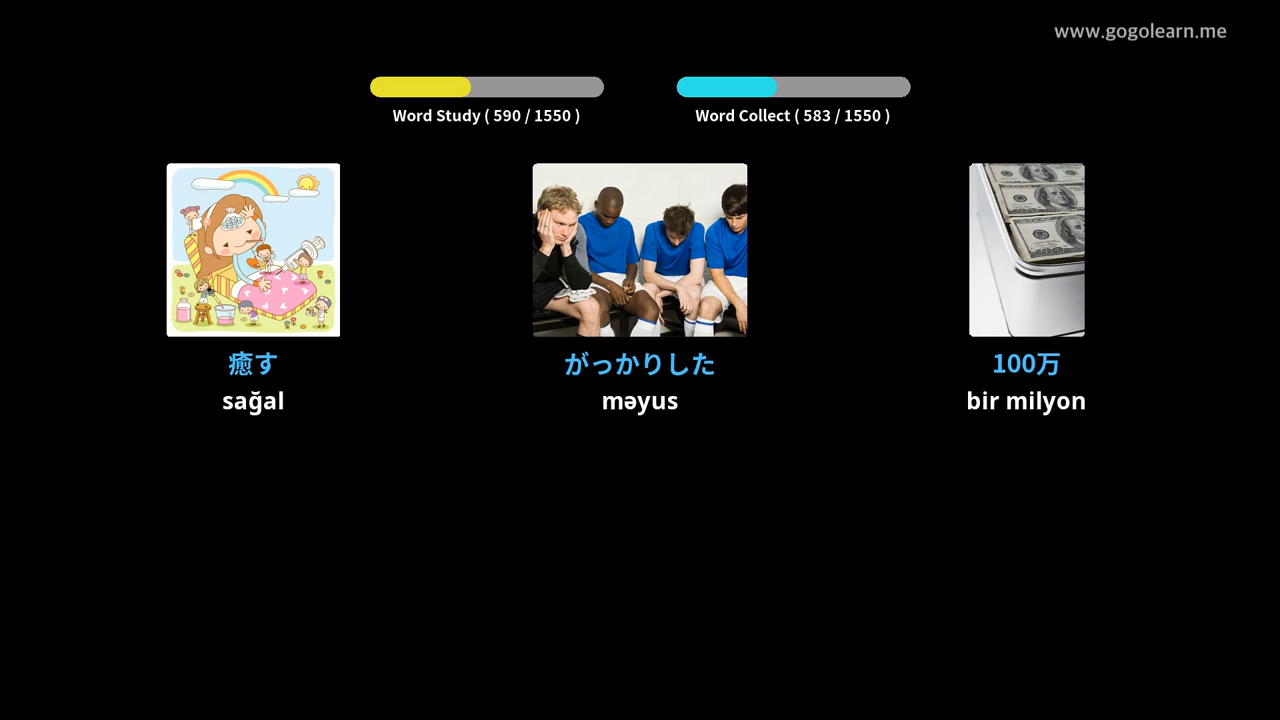 www.gogolearn.me
Word Study ( 590 / 1550 )
Word Collect ( 583 / 1550 )
癒す
sağal
がっかりした
məyus
100万
bir milyon